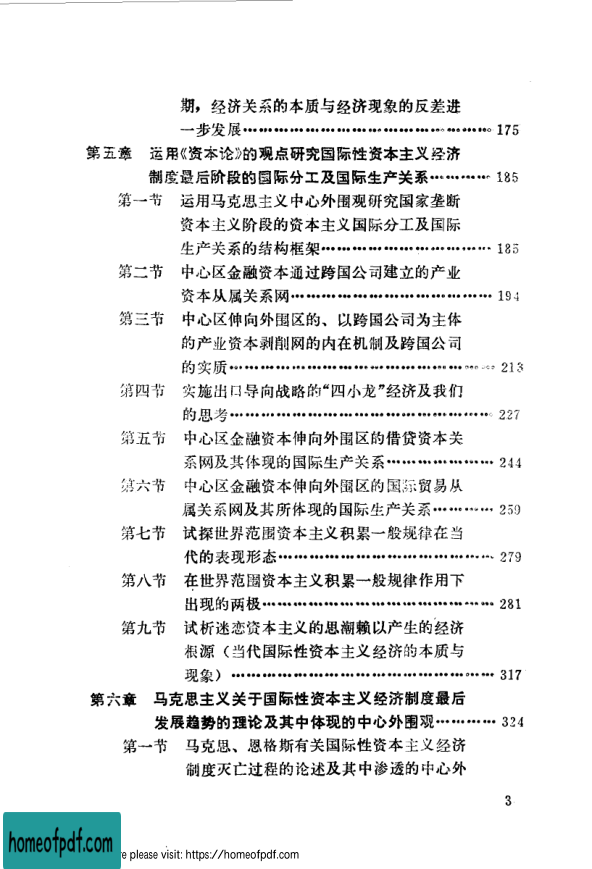 期，经济关系的本质与经济现象的反差进
一步发展…………………………………… 175
第五章 运用《资本论》的观点研究国际性资本主义经济
制度最后阶段的国际分工及国际生产关系………… 185
第一节 运用马克思主义中心外围观研究国家垄断
资本主义阶段的资本主义国际分工及国际
生产关系的结构框架………………………… 185
第二节 中心区金融资本通过跨国公司建立的产业
资本从属关系网……………………………… 194
第三节 中心区伸向外围区的、以跨国公司为主体
的产业资本剥削网的内在机制及跨国公司
的实质………………………………………… 213
第四节 实施出口导向战略的“四小龙”经济及我们
的思考………………………………………… 227
第五节 中心区金融资本伸向外围区的借贷资本关
系网及其体现的国际生产关系……………… 244
第六节 中心区金融资本伸向外围区的国际贸易从
属关系网及其所体现的国际生产关系……… 259
第七节 试探世界范围资本主义积累一般规律在当
代的表现形态………………………………… 279
第八节 在世界范围资本主义积累一般规律作用下
出现的两极…………………………………… 281
第九节 试析迷恋资本主义的思潮赖以产生的经济
根源（当代国际性资本主义经济的本质与
现象）………………………………………… 317
第六章 马克思主义关于国际性资本主义经济制度最后
发展趋势的理论及其中体现的中心外围观………… 324
第一节 马克思、恩格斯有关国际性资本主义经济
制度灭亡过程的论述及其中渗透的中心外
3
homeofpdf.com
re please visit: https://homeofpdf.com